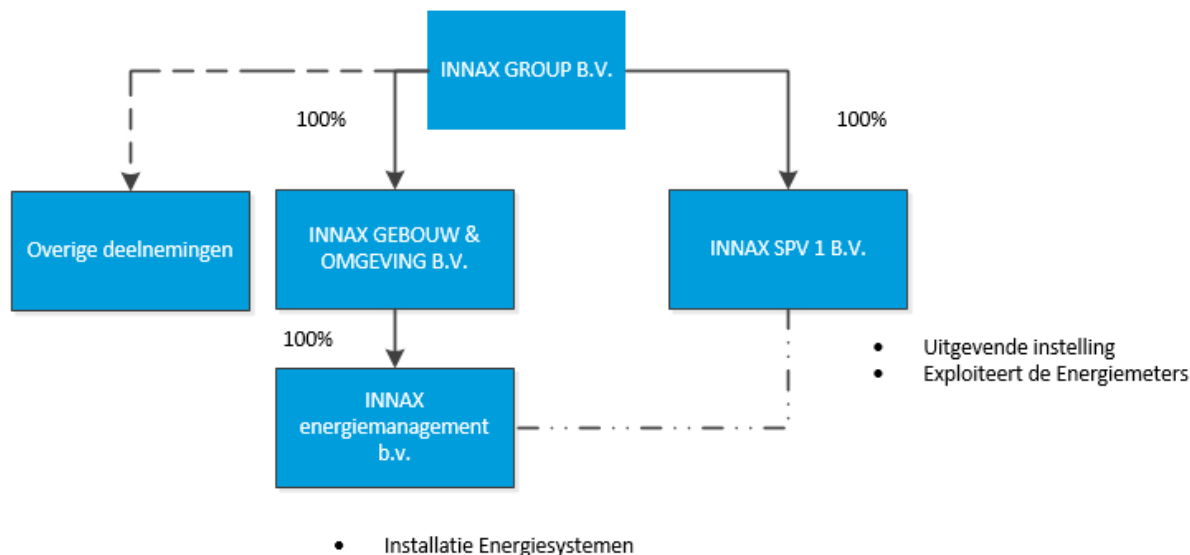 INNAX GROUP B.V.
100%
100%
Overige deelnemingen
INNAX GEBOUW &
OMGEVING B.V.
INNAX SPV 1 B.V.
100%
• Uitgevende instelling
• Exploiteert de Energiemeters
INNAX
energiemanagement
b.v.
• Installatie Energiesystemen